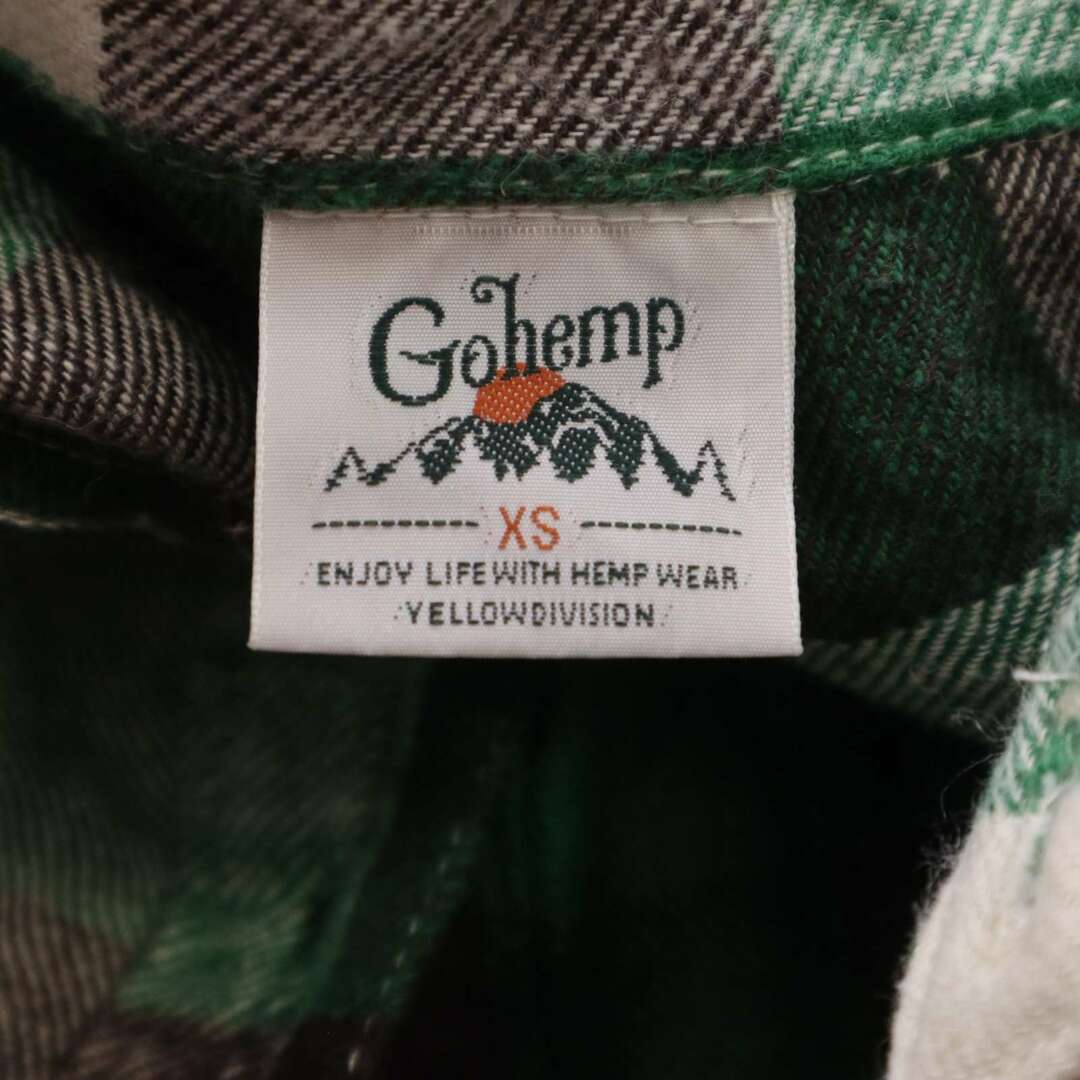 Gohemp
XS
ENJOY LIFE WITH HEMP WEAR
YELLOWDIVISION